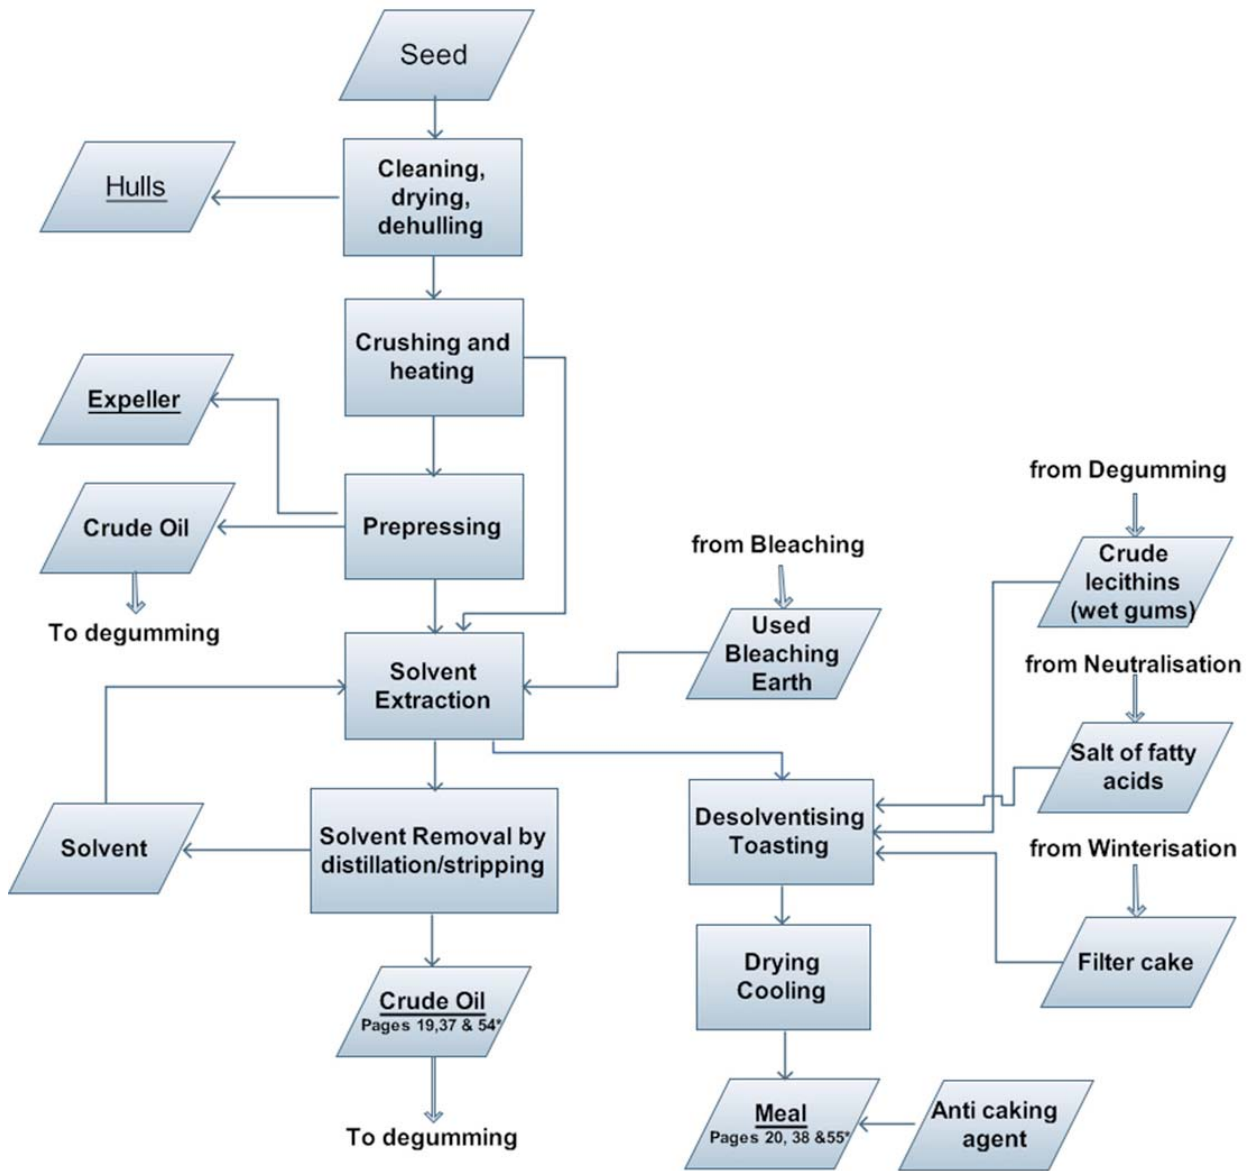 Seed
Hulls
Cleaning,
drying,
dehulling
Crushing and
heating
Expeller
Prepressing
Crude Oil
To degumming
from Bleaching
Used
Bleaching
Earth
from Degumming
Crude
lecithins
(wet gums)
from Neutralisation
Salt of fatty
acids
Solvent
Extraction
Solvent
Solvent Removal by
distillation/stripping
Desolventising
Toasting
from Winterisation
Filter cake
Drying
Cooling
Crude Oil
Pages 19,37 & 54*
To degumming
Meal
Pages 20, 38 &55*
Anti caking
agent